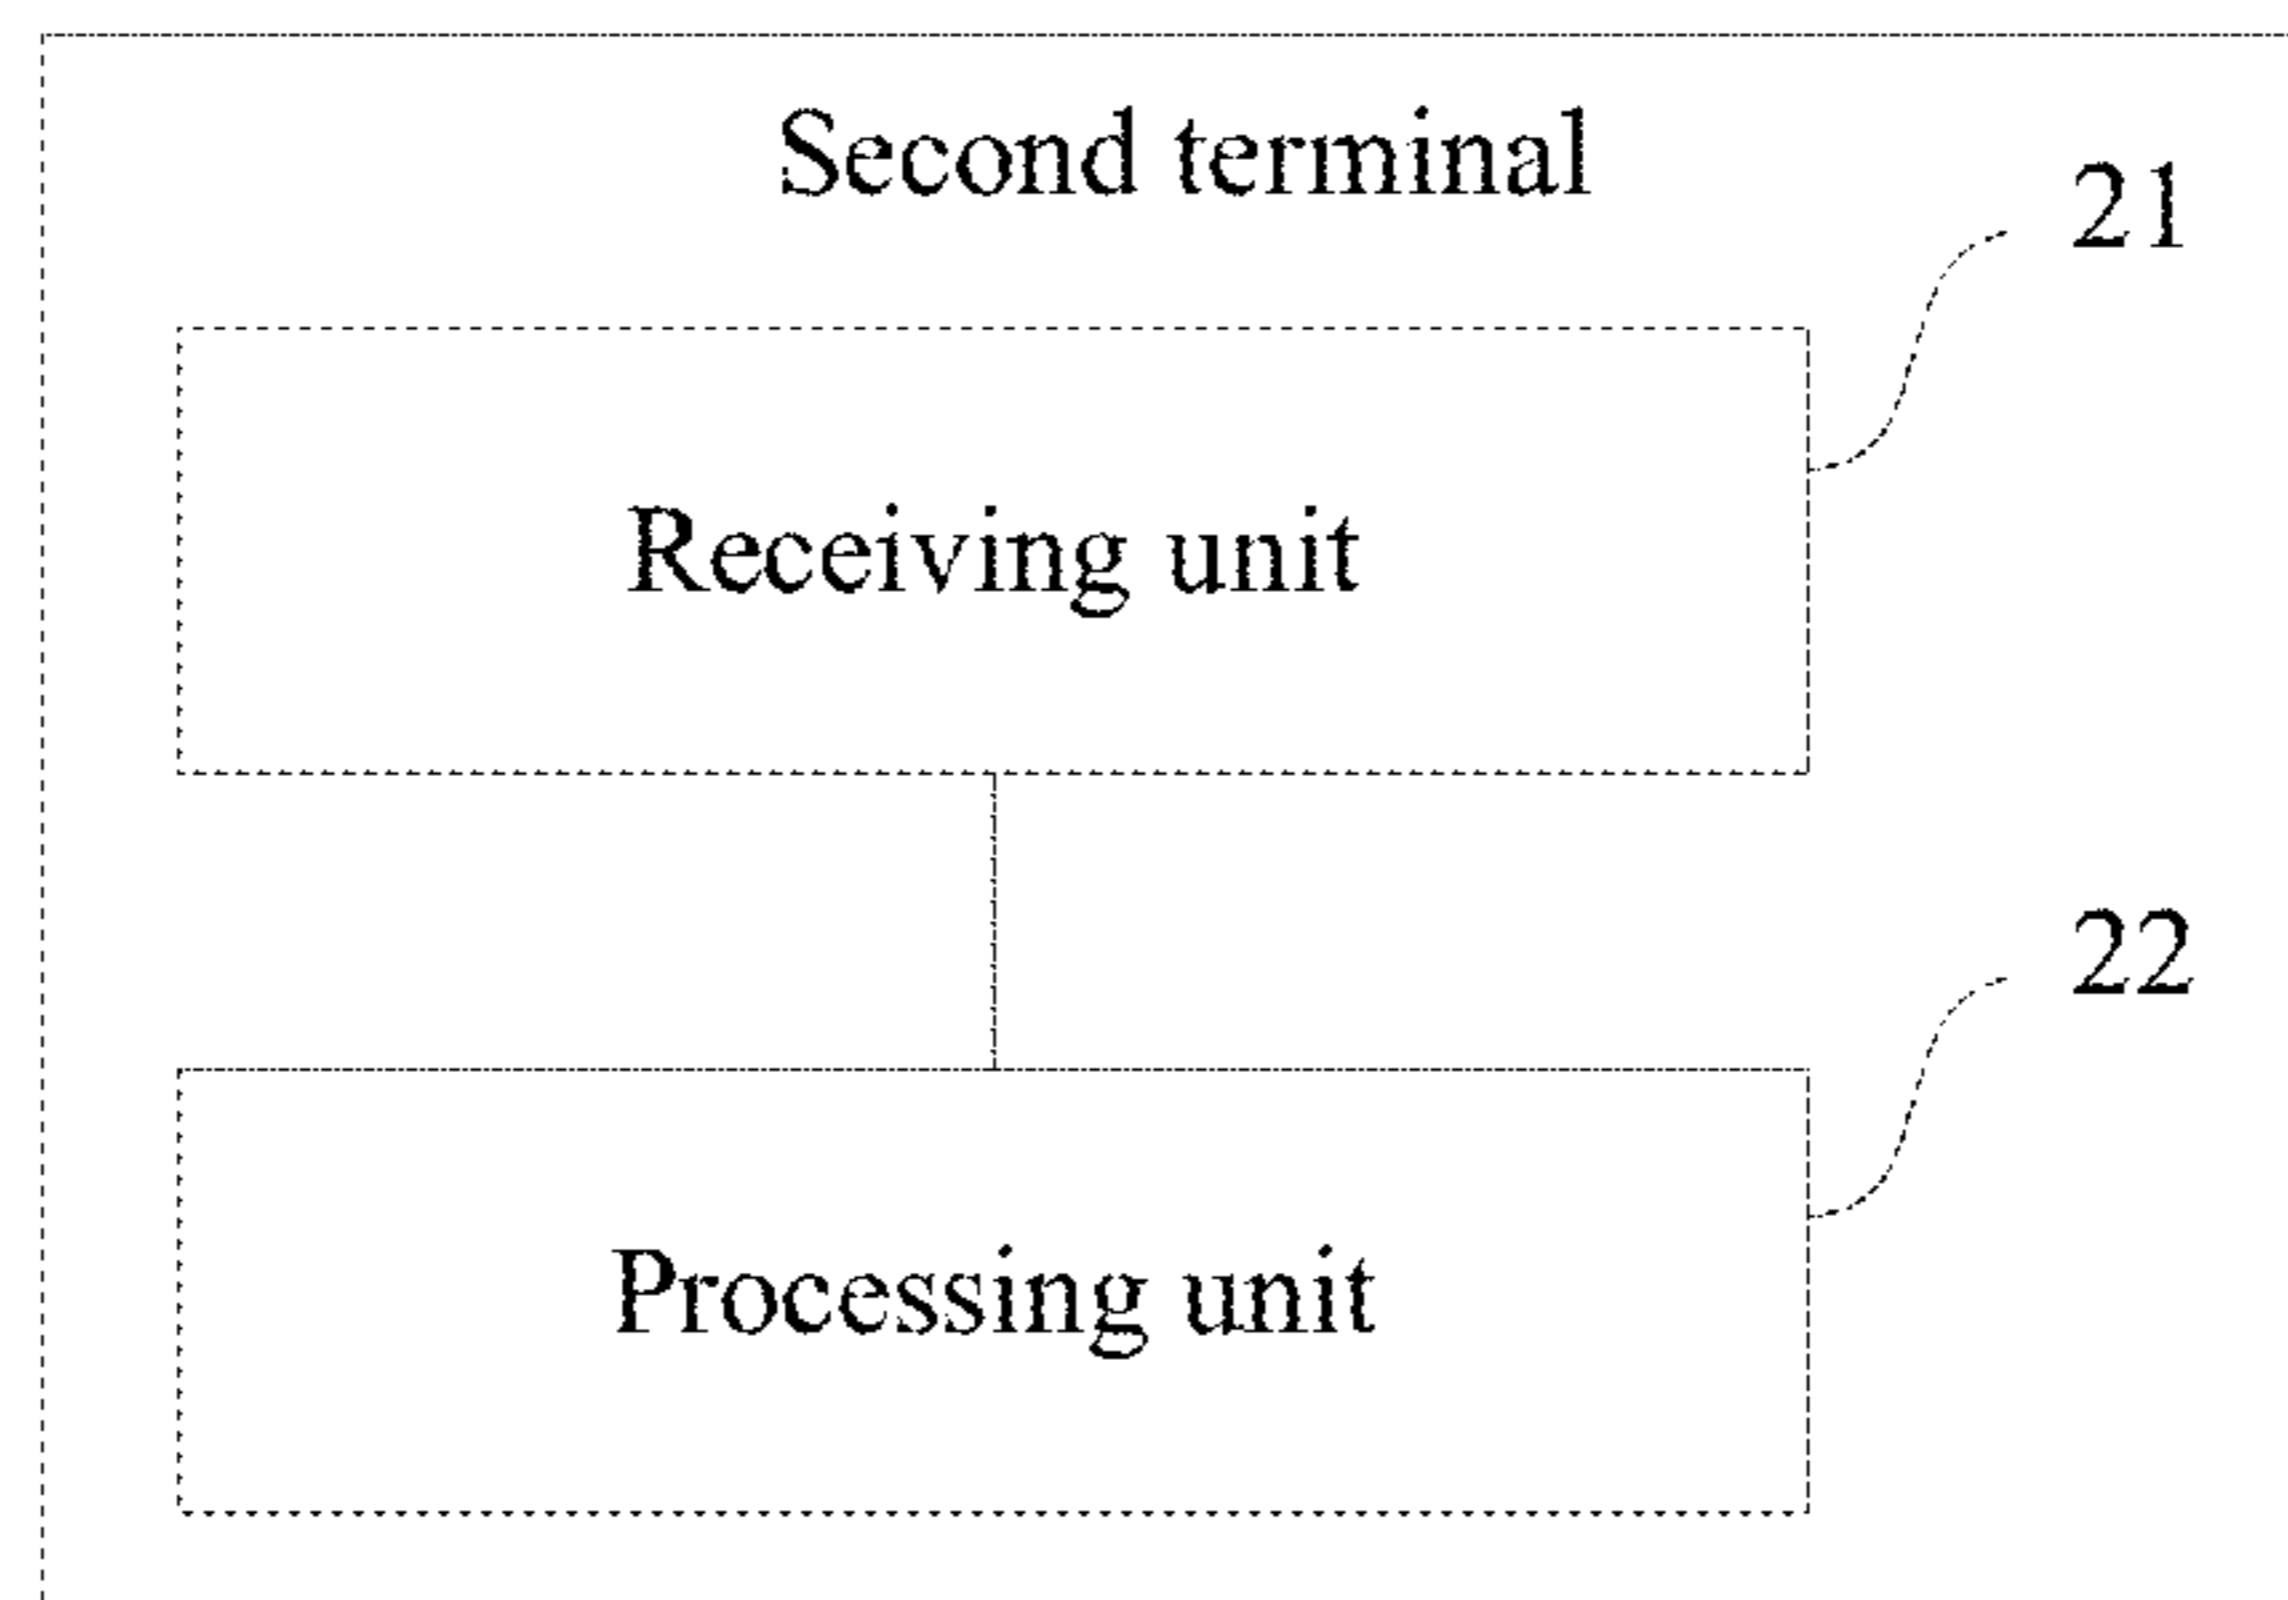 Second terminal
21
Receiving unit
22
Processing unit